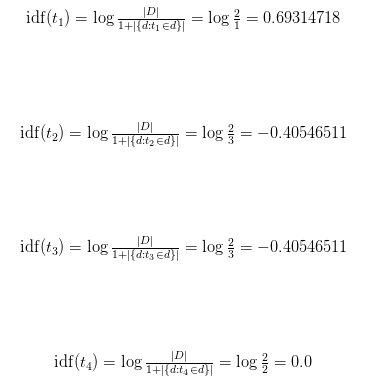 idf(t₁) = log |D| / 1+|{d:t₁∈d}| = log 2/1 = 0.69314718
idf(t₂) = log |D| / 1+|{d:t₂∈d}| = log 2/3 = −0.40546511
idf(t₃) = log |D| / 1+|{d:t₃∈d}| = log 2/3 = −0.40546511
idf(t₄) = log |D| / 1+|{d:t₄∈d}| = log 2/2 = 0.0